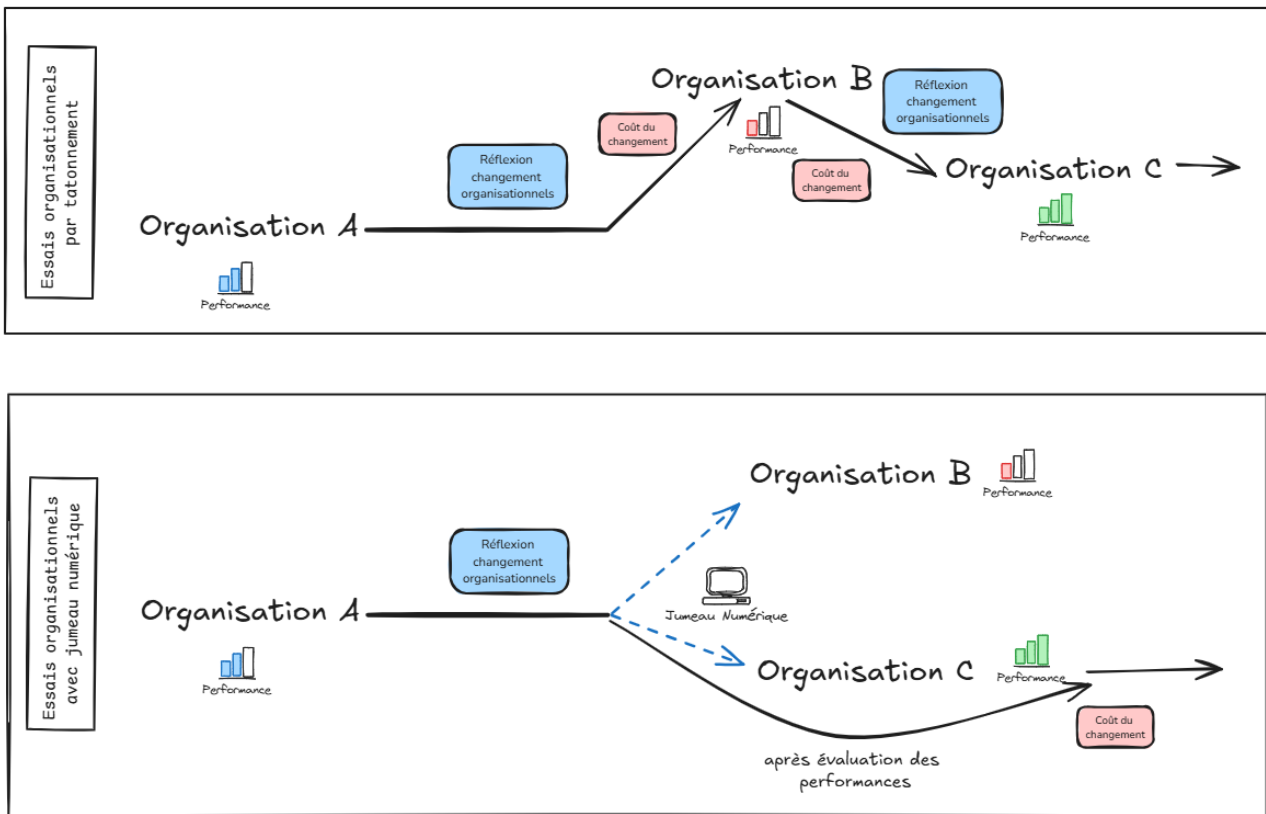 Essais organisationnels
par tatonnement
Organisation A
Performance
Réflexion
changement
organisationnels
Coût du
changement
Organisation B
Performance
Réflexion
changement
organisationnels
Coût du
changement
Organisation C
Performance
Essais organisationnels
avec jumeau numérique
Organisation A
Performance
Réflexion
changement
organisationnels
Organisation B
Performance
Jumeau Numérique
Organisation C
Performance
Coût du
changement
après évaluation des
performances